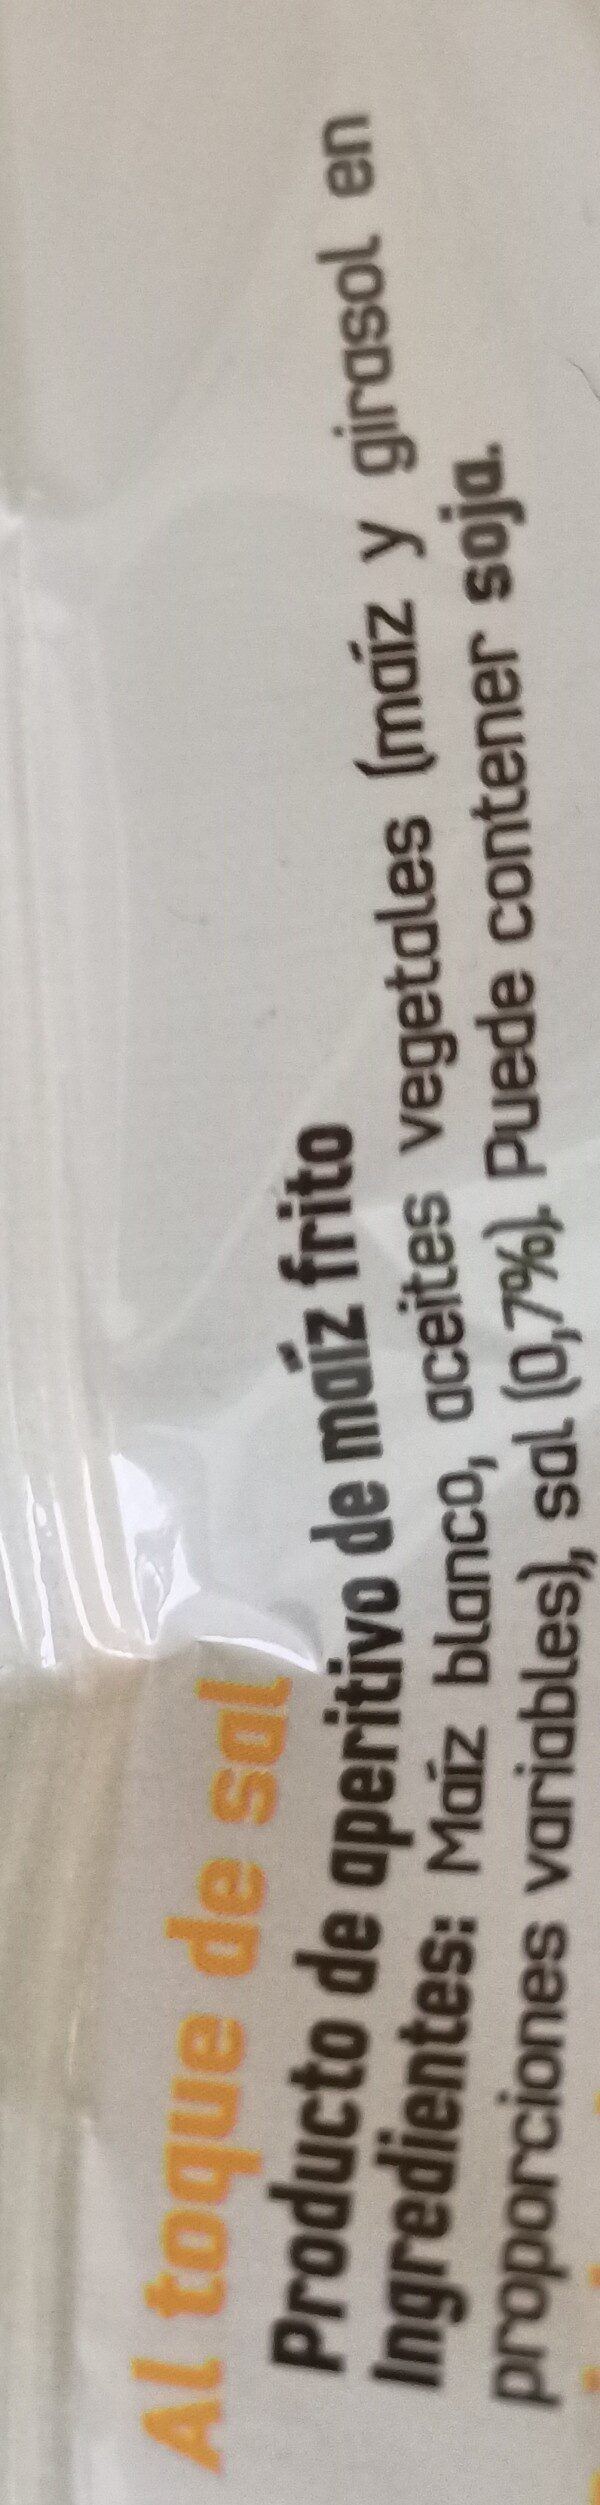 Al toque de sal
Producto de aperitivo de maíz frito
Ingredientes: Maíz blanco, aceites vegetales (maíz y girasol en
proporciones variables), sal (0,7%). Puede contener soja.